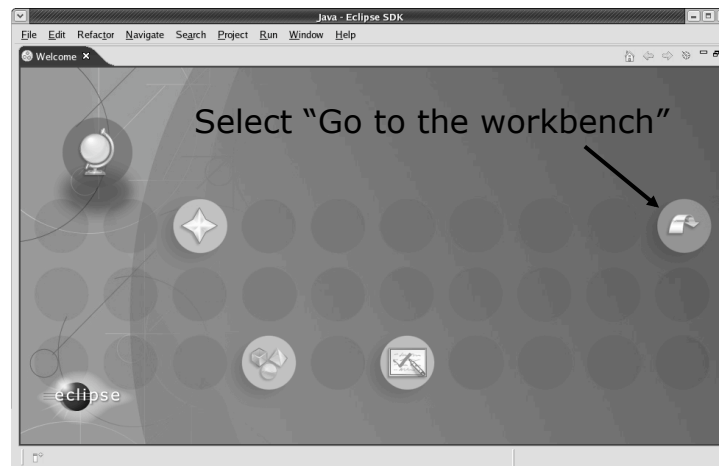 Java - Eclipse SDK
File Edit Refactor Navigate Search Project Run Window Help
Welcome
Select “Go to the workbench”
eclipse